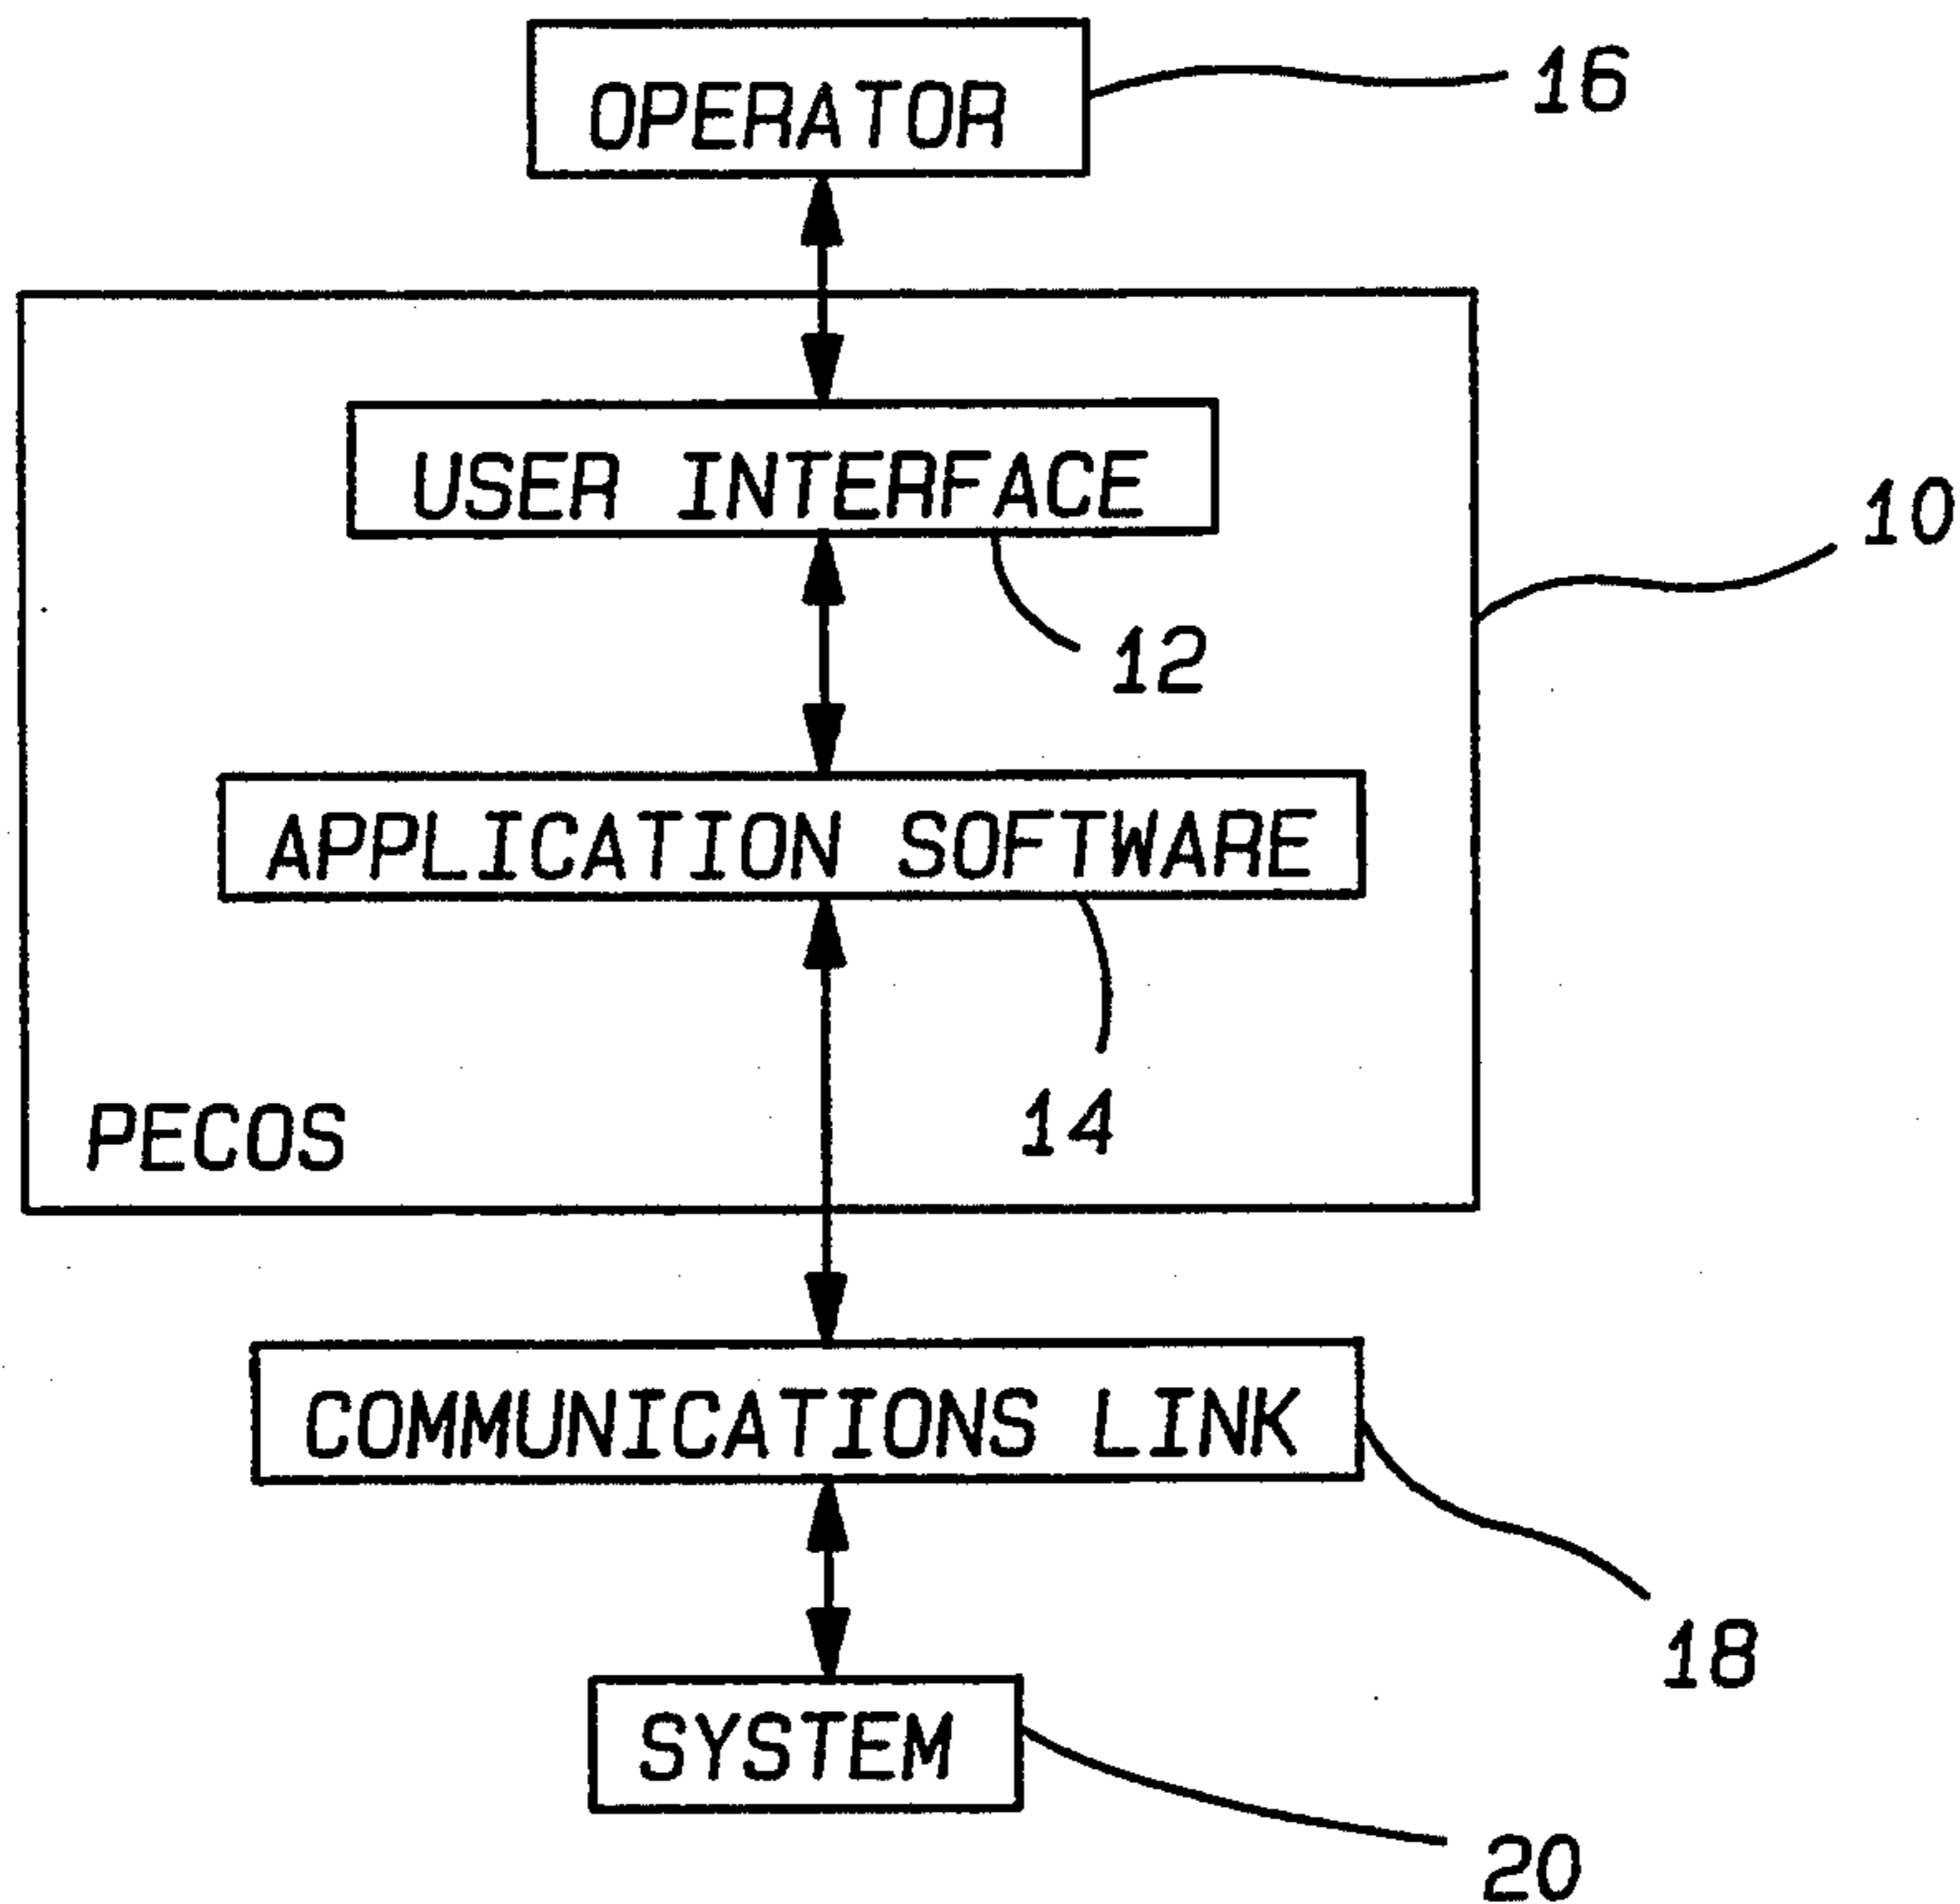 OPERATOR
16
USER INTERFACE
10
12
APPLICATION SOFTWARE
14
PECOS
COMMUNICATIONS LINK
18
SYSTEM
20